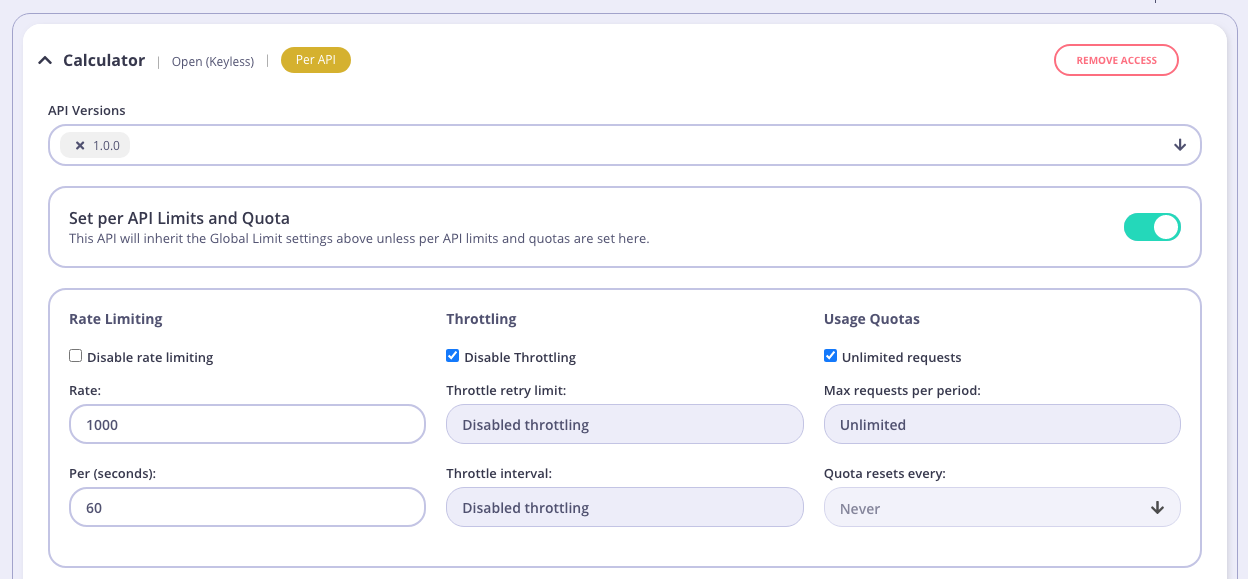 Calculator | Open (Keyless) | Per API
REMOVE ACCESS
API Versions
1.0.0
Set per API Limits and Quota
This API will inherit the Global Limit settings above unless per API limits and quotas are set here.
Rate Limiting
Disable rate limiting
Rate:
1000
Per (seconds):
60
Throttling
Disable Throttling
Throttle retry limit:
Disabled throttling
Throttle interval:
Disabled throttling
Usage Quotas
Unlimited requests
Max requests per period:
Unlimited
Quota resets every:
Never